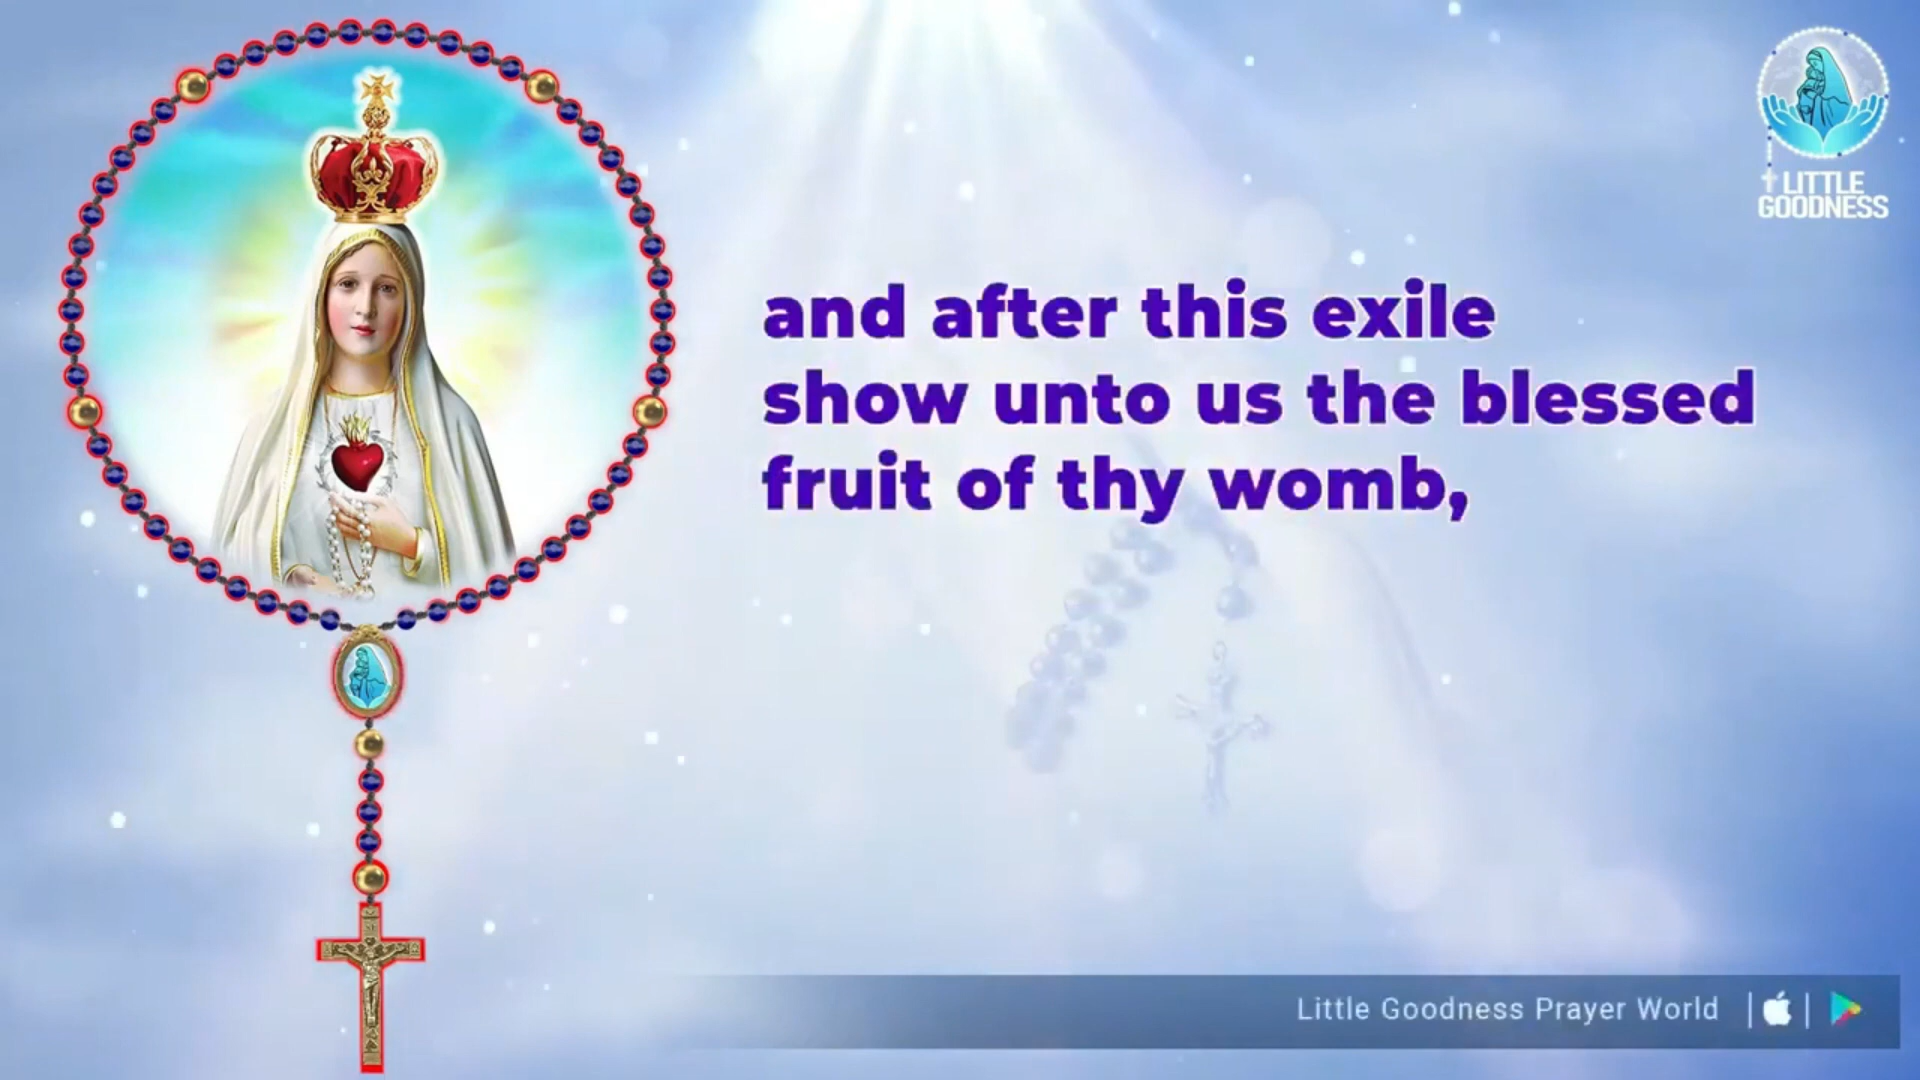 LITTLE
GOODNESS
and after this exile
show unto us the blessed
fruit of thy womb,
Little Goodness Prayer World